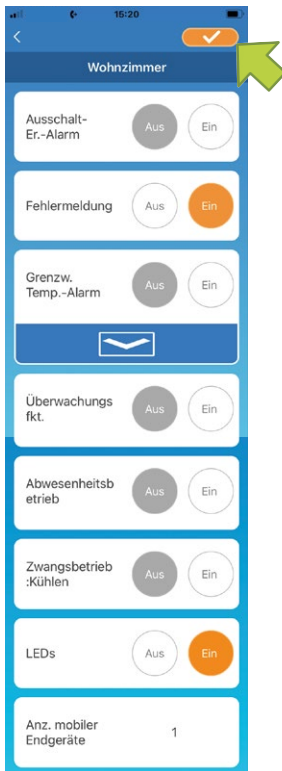 15:20
Wohnzimmer
Ausschalt-
Er.-Alarm
Aus
Ein
Fehlermeldung
Aus
Ein
Grenzw.
Temp.-Alarm
Aus
Ein
Überwachungs
fkt.
Aus
Ein
Abwesenheitsb
etrieb
Aus
Ein
Zwangsbetrieb
:Kühlen
Aus
Ein
LEDs
Aus
Ein
Anz. mobiler
Endgeräte
1